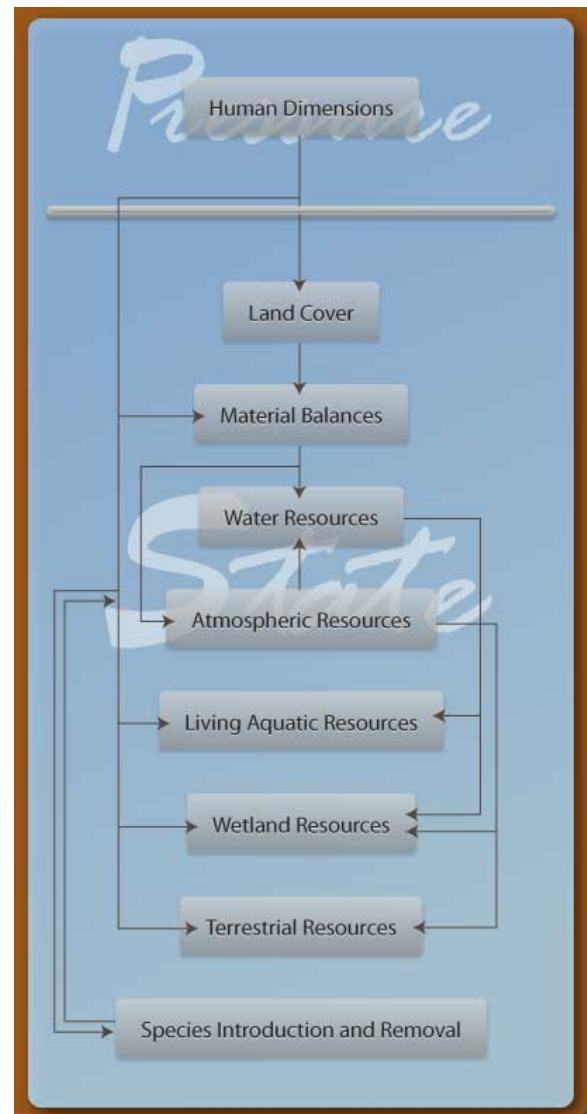 Pressure
Human Dimensions
Land Cover
Material Balances
Water Resources
State
Atmospheric Resources
Living Aquatic Resources
Wetland Resources
Terrestrial Resources
Species Introduction and Removal